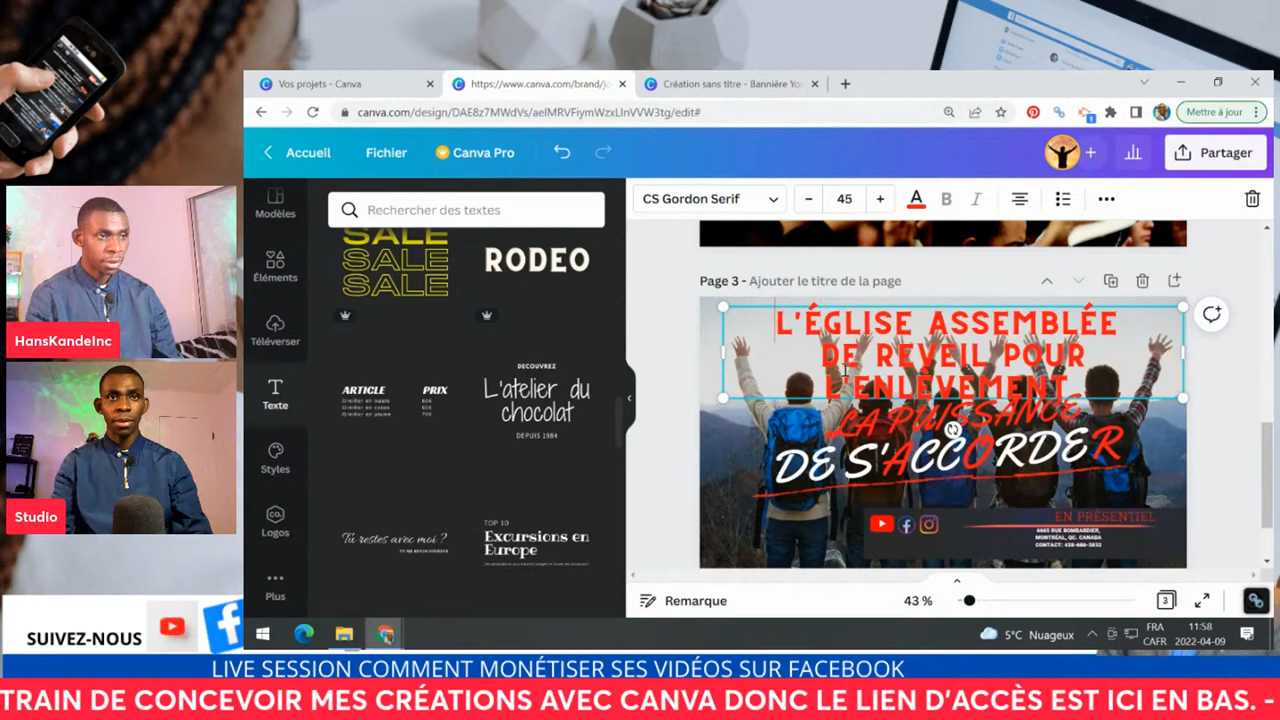 Vos projets - Canva
https://www.canva.com/brand/jo
Création sans titre - Bannière You
canva.com/design/DAE8z7MWdVs/aelMRVFiymWzxLlnVVW3tg/edit#
Mettre à jour
Accueil
Fichier
Canva Pro
Partager
Modèles
Éléments
Téléverser
Texte
Styles
Logos
Plus
Rechercher des textes
SALE
SALE
SALE
RODEO
ARTICLE PRIX
DECOUVREZ
L'atelier du
chocolat
DEPUIS 1984
Tu restes avec moi ?
TOP 10
Excursions en
Europe
CS Gordon Serif
45
A B I
Page 3 - Ajouter le titre de la page
L'ÉGLISE ASSEMBLÉE
DE REVEIL POUR
L'ENLÈVEMENT
LA PUISSANCE
DE S'ACCORDER
EN PRÉSENTIEL
6665 RUE BOMBARDIER,
MONTRÉAL, QC. CANADA
Remarque
43 %
3
5°C Nuageux
FRA
CAFR
11:58
2022-04-09
HansKandeInc
Studio
SUIVEZ-NOUS
LIVE SESSION COMMENT MONÉTISER SES VIDÉOS SUR FACEBOOK
TRAIN DE CONCEVOIR MES CRÉATIONS AVEC CANVA DONC LE LIEN D'ACCÈS EST ICI EN BAS. -